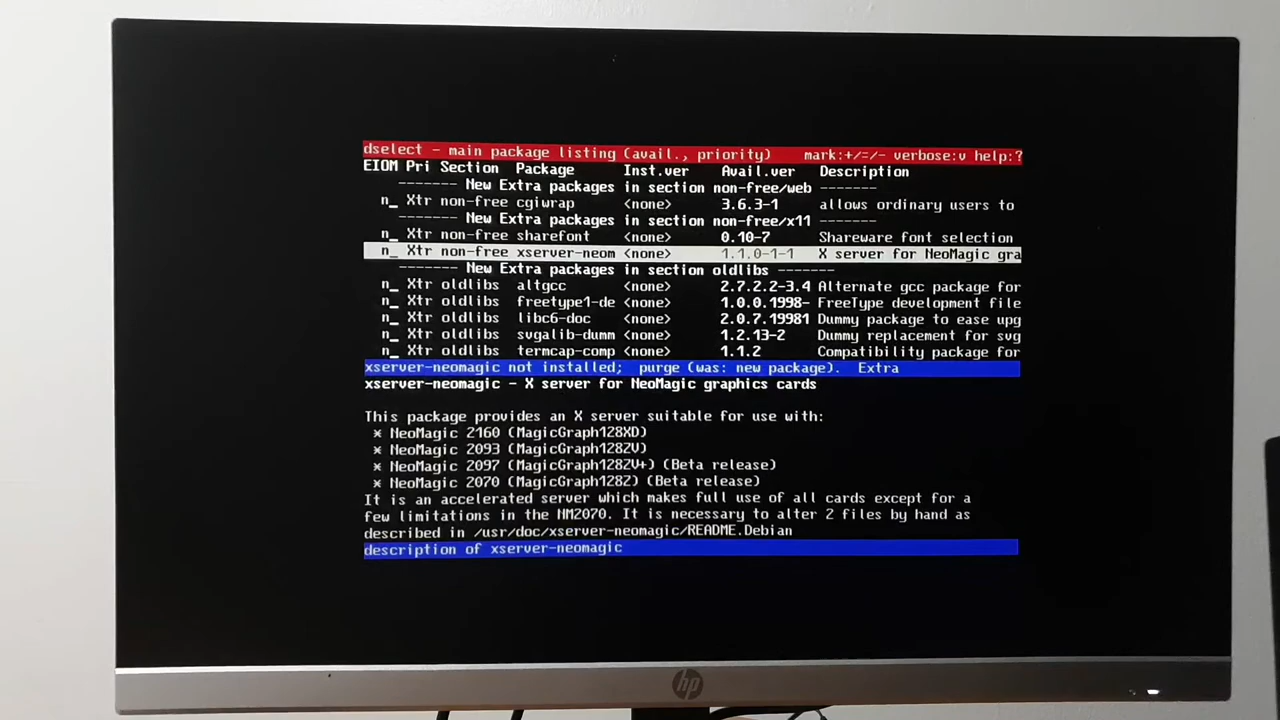 dselect - main package listing (avail., priority) mark:+/=/- verbose:v help:?
EIOM Pri Section Package Inst.ver Avail.ver Description
------- New Extra packages in section non-free/web -------
n_ Xtr non-free cgiwrap <none> 3.6.3-1 allows ordinary users to
------- New Extra packages in section non-free/x11 -------
n_ Xtr non-free sharefont <none> 0.10-7 Shareware font selection
n_ Xtr non-free xserver-neom <none> 1.1.0-1-1 X server for NeoMagic gra
------- New Extra packages in section oldlibs -------
n_ Xtr oldlibs altgcc <none> 2.7.2.2-3.4 Alternate gcc package for
n_ Xtr oldlibs freetype1-de <none> 1.0.0.1998- FreeType development file
n_ Xtr oldlibs libc6-doc <none> 2.0.7.19981 Dummy package to ease upg
n_ Xtr oldlibs svgalib-dumm <none> 1.2.13-2 Dummy replacement for svg
n_ Xtr oldlibs termcap-comp <none> 1.1.2 Compatibility package for
xserver-neomagic not installed; purge (was: new package). Extra
xserver-neomagic - X server for NeoMagic graphics cards
This package provides an X server suitable for use with:
* NeoMagic 2160 (MagicGraph128XD)
* NeoMagic 2093 (MagicGraph128ZV)
* NeoMagic 2097 (MagicGraph128ZV+) (Beta release)
* NeoMagic 2070 (MagicGraph128Z) (Beta release)
It is an accelerated server which makes full use of all cards except for a
few limitations in the NM2070. It is necessary to alter 2 files by hand as
described in /usr/doc/xserver-neomagic/README.Debian
description of xserver-neomagic
hp